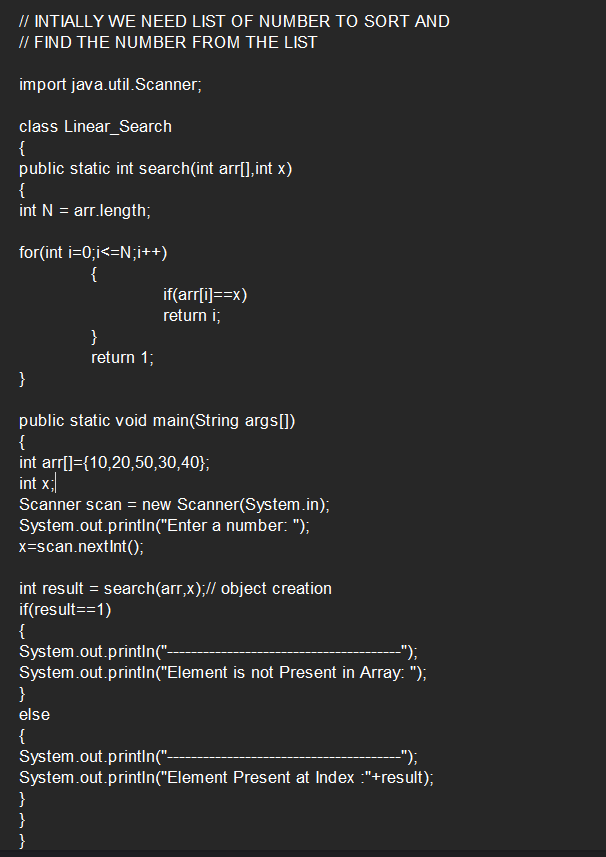 // INTIALLY WE NEED LIST OF NUMBER TO SORT AND
// FIND THE NUMBER FROM THE LIST
import java.util.Scanner;
class Linear_Search
{
public static int search(int arr[],int x)
{
int N = arr.length;
for(int i=0;i<=N;i++)
{
if(arr[i]==x)
return i;
}
return 1;
}
public static void main(String args[])
{
int arr[]={10,20,50,30,40};
int x;
Scanner scan = new Scanner(System.in);
System.out.println("Enter a number: ");
x=scan.nextInt();
int result = search(arr,x);// object creation
if(result==1)
{
System.out.println("---------------------------------------");
System.out.println("Element is not Present in Array: ");
}
else
{
System.out.println("---------------------------------------");
System.out.println("Element Present at Index :"+result);
}
}
}